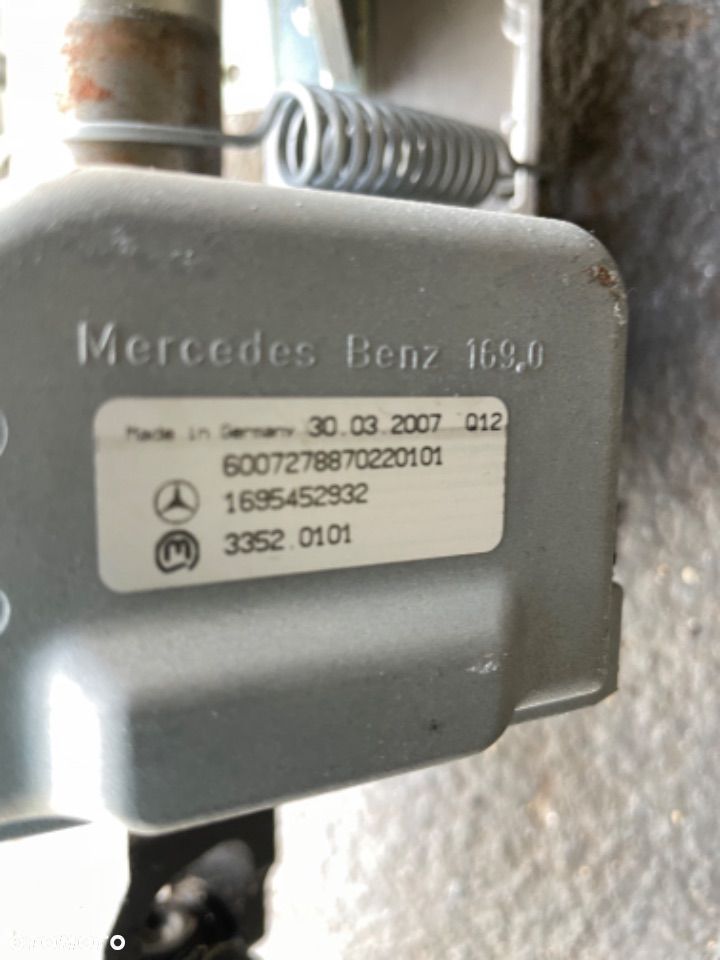 Mercedes Benz 169.0
Made in Germany 30.03.2007 Q12
6007278870220101
1695452932
3352.0101